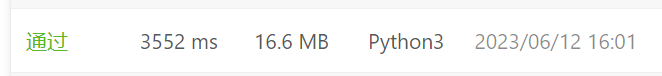 通过 3552 ms 16.6 MB Python3 2023/06/12 16:01